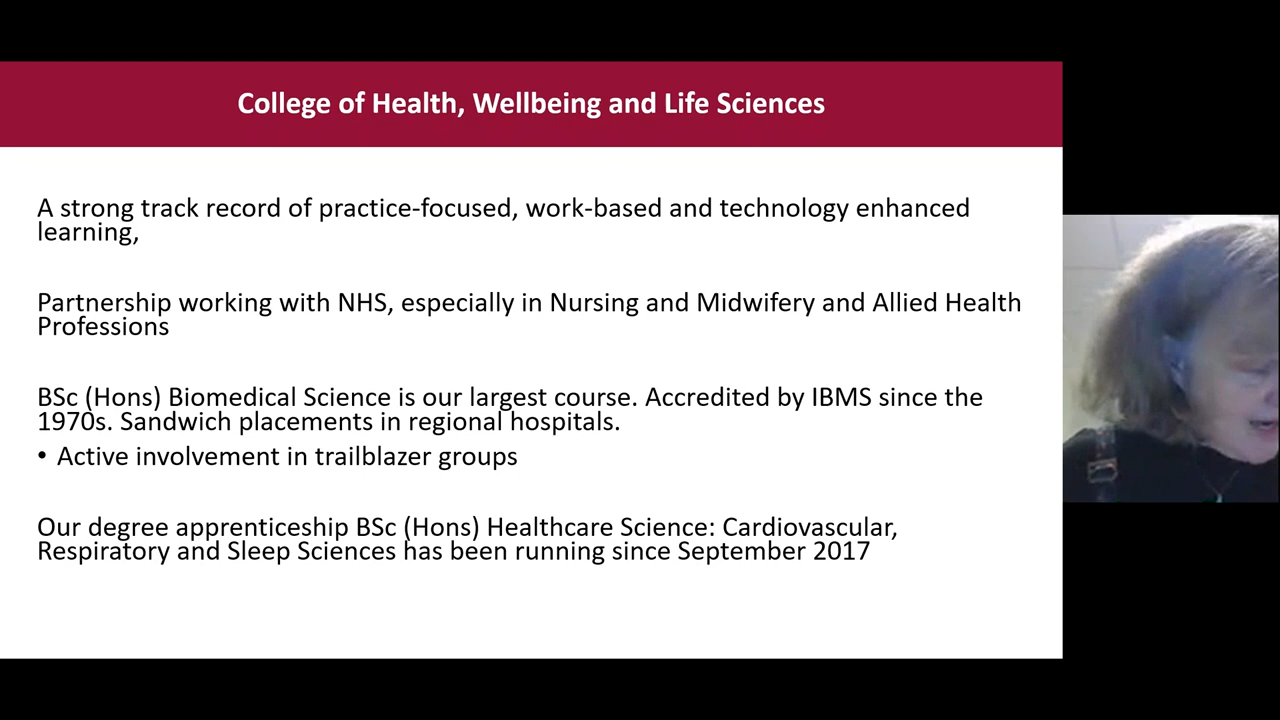 College of Health, Wellbeing and Life Sciences
A strong track record of practice-focused, work-based and technology enhanced
learning,
Partnership working with NHS, especially in Nursing and Midwifery and Allied Health
Professions
BSc (Hons) Biomedical Science is our largest course. Accredited by IBMS since the
1970s. Sandwich placements in regional hospitals.
• Active involvement in trailblazer groups
Our degree apprenticeship BSc (Hons) Healthcare Science: Cardiovascular,
Respiratory and Sleep Sciences has been running since September 2017